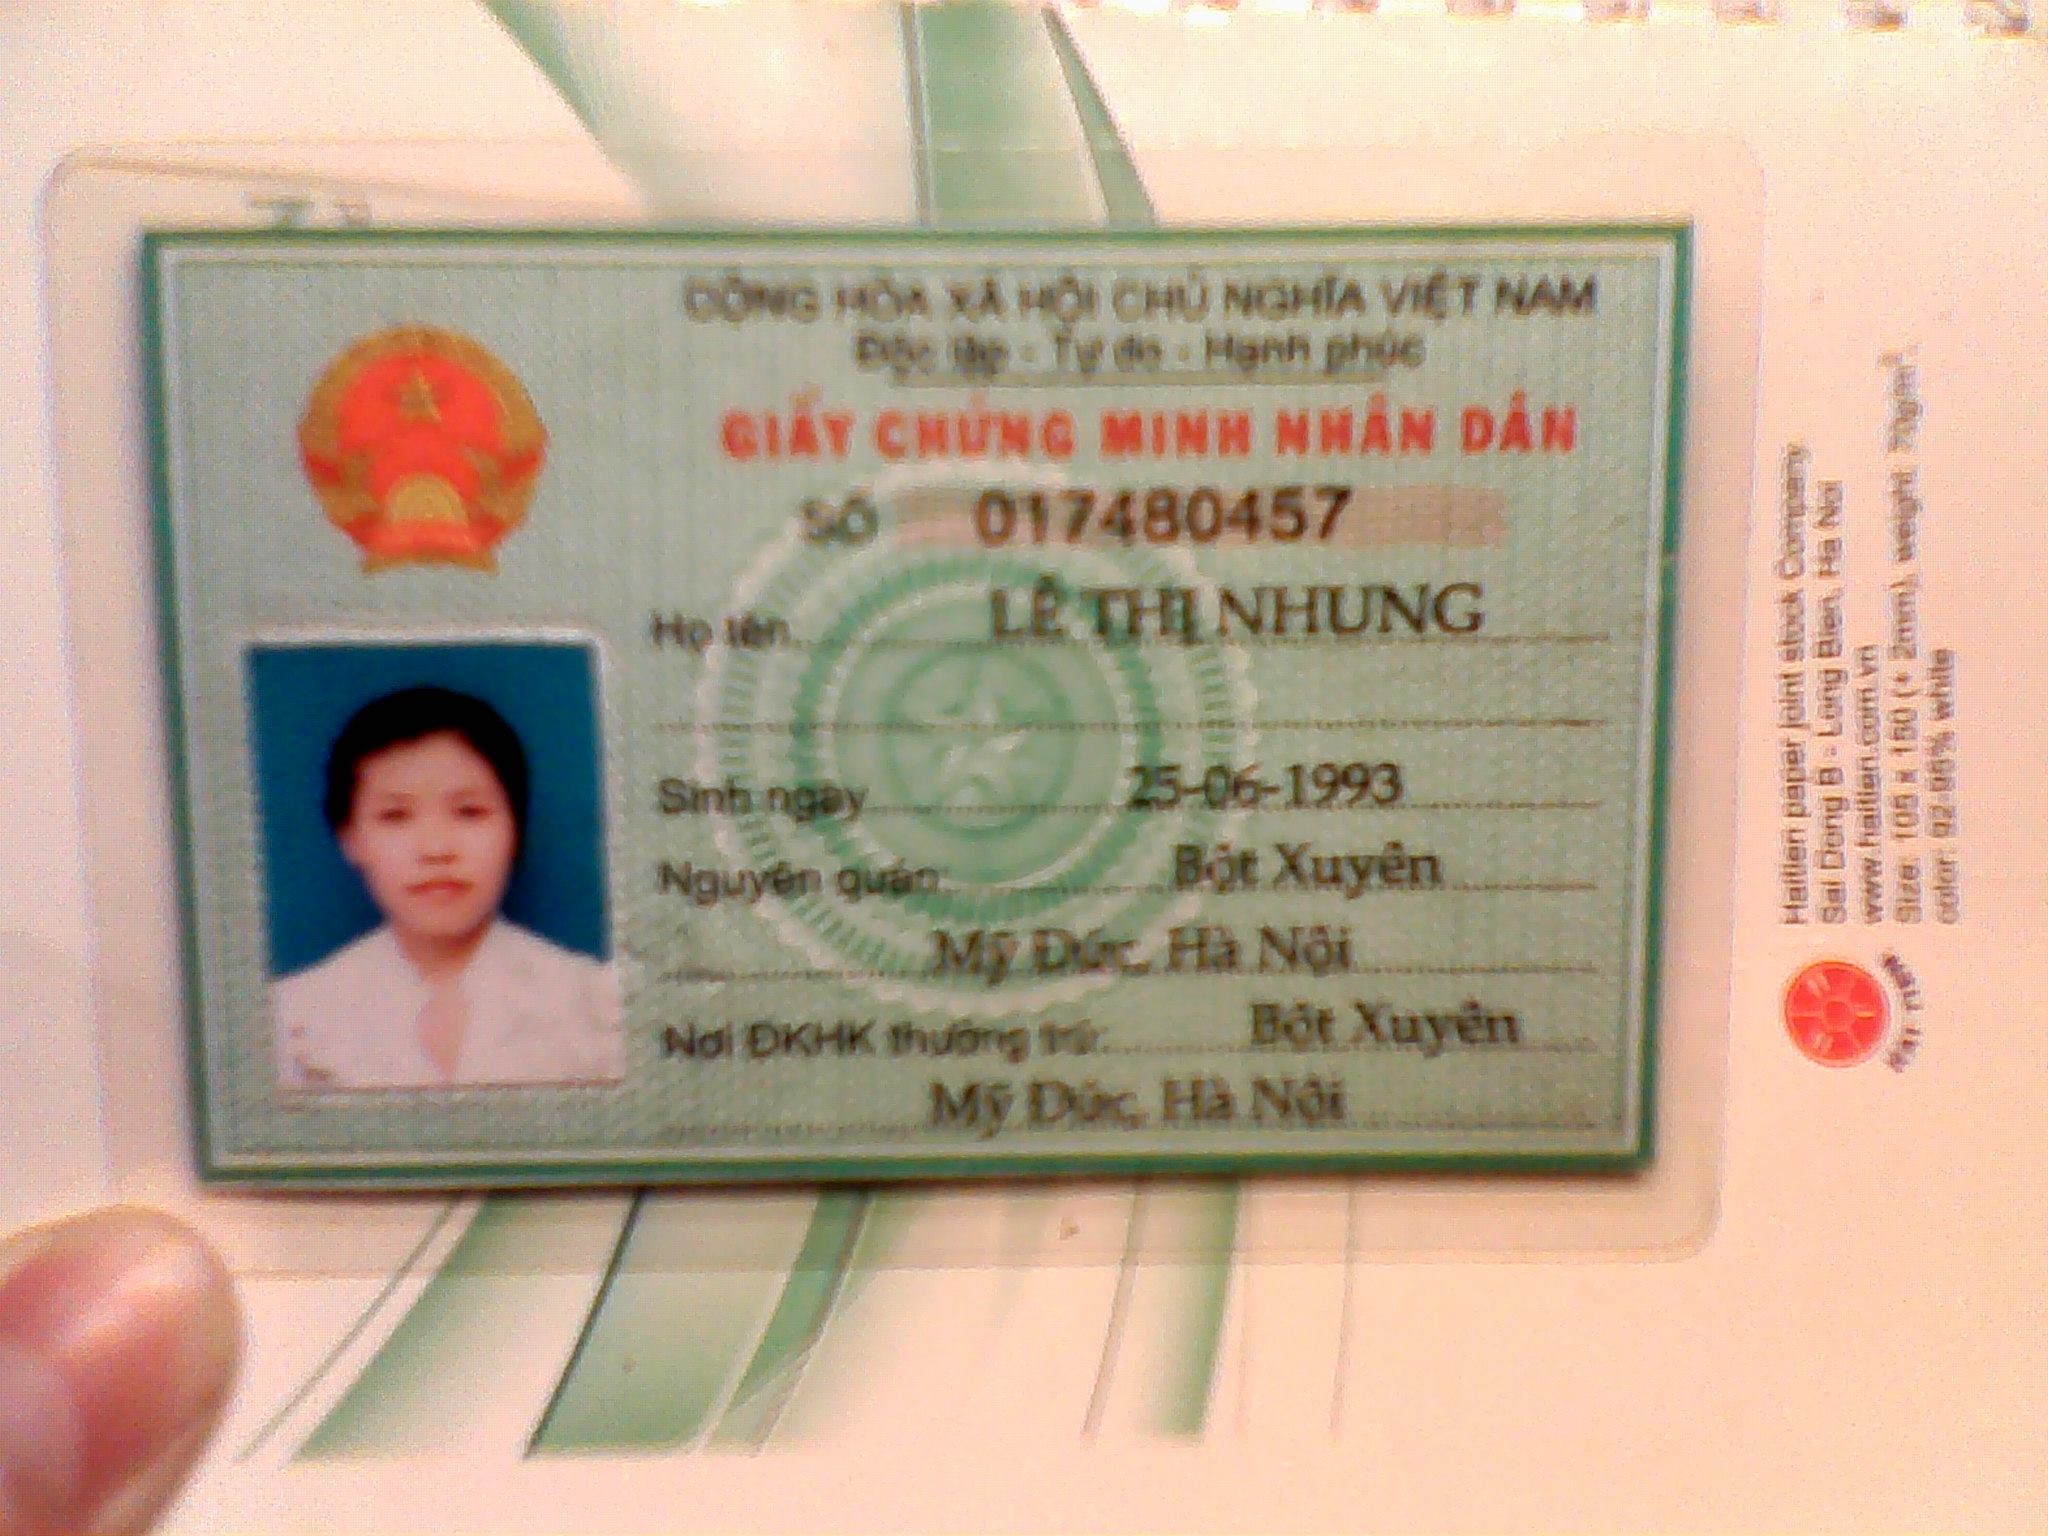 CỘNG HÒA XÃ HỘI CHỦ NGHĨA VIỆT NAM
Độc lập - Tự do - Hạnh phúc
GIẤY CHỨNG MINH NHÂN DÂN
SỐ 017480457
Họ tên LÊ THỊ NHUNG
Sinh ngày 25-06-1993
Nguyên quán: Bột Xuyên
Mỹ Đức, Hà Nội
Nơi ĐKHK thường trú: Bột Xuyên
Mỹ Đức, Hà Nội
Haitien paper joint stock Company
Sai Dong B - Long Bien, Ha Noi
www.haitien.com.vn
Size: 105 x 160 (+ 2mm), weight 70g/m²,
color: 92-95% white